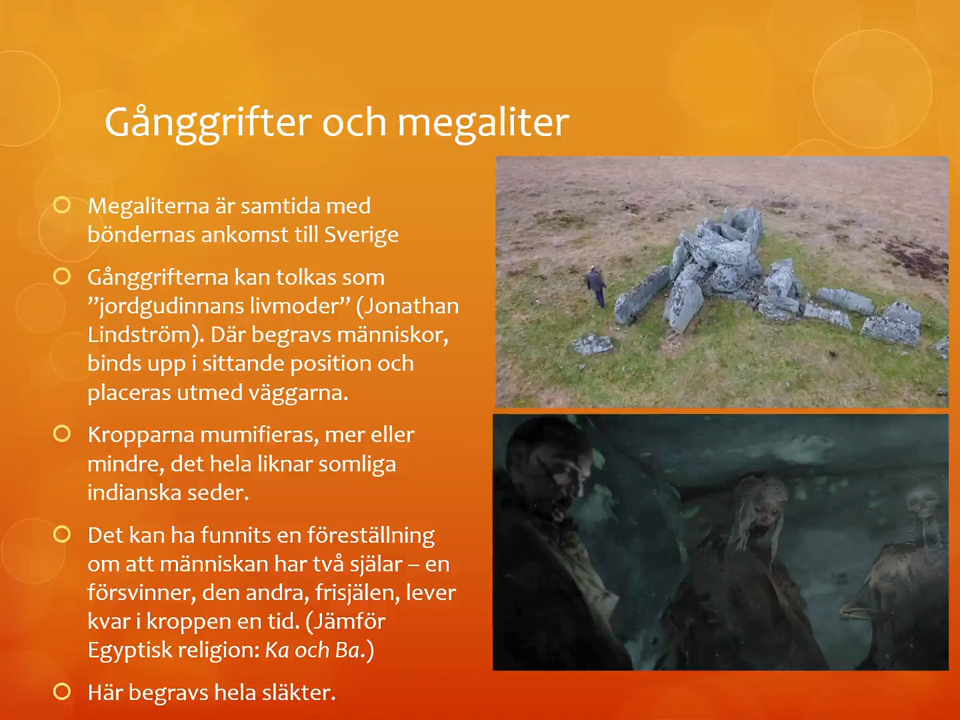 Gånggrifter och megaliter
Megaliterna är samtida med
böndernas ankomst till Sverige
Gånggrifterna kan tolkas som
”jordgudinnans livmoder” (Jonathan
Lindström). Där begravs människor,
binds upp i sittande position och
placeras utmed väggarna.
Kropparna mumifieras, mer eller
mindre, det hela liknar somliga
indianska seder.
Det kan ha funnits en föreställning
om att människan har två själar – en
försvinner, den andra, frisjälen, lever
kvar i kroppen en tid. (Jämför
Egyptisk religion: Ka och Ba.)
Här begravs hela släkter.